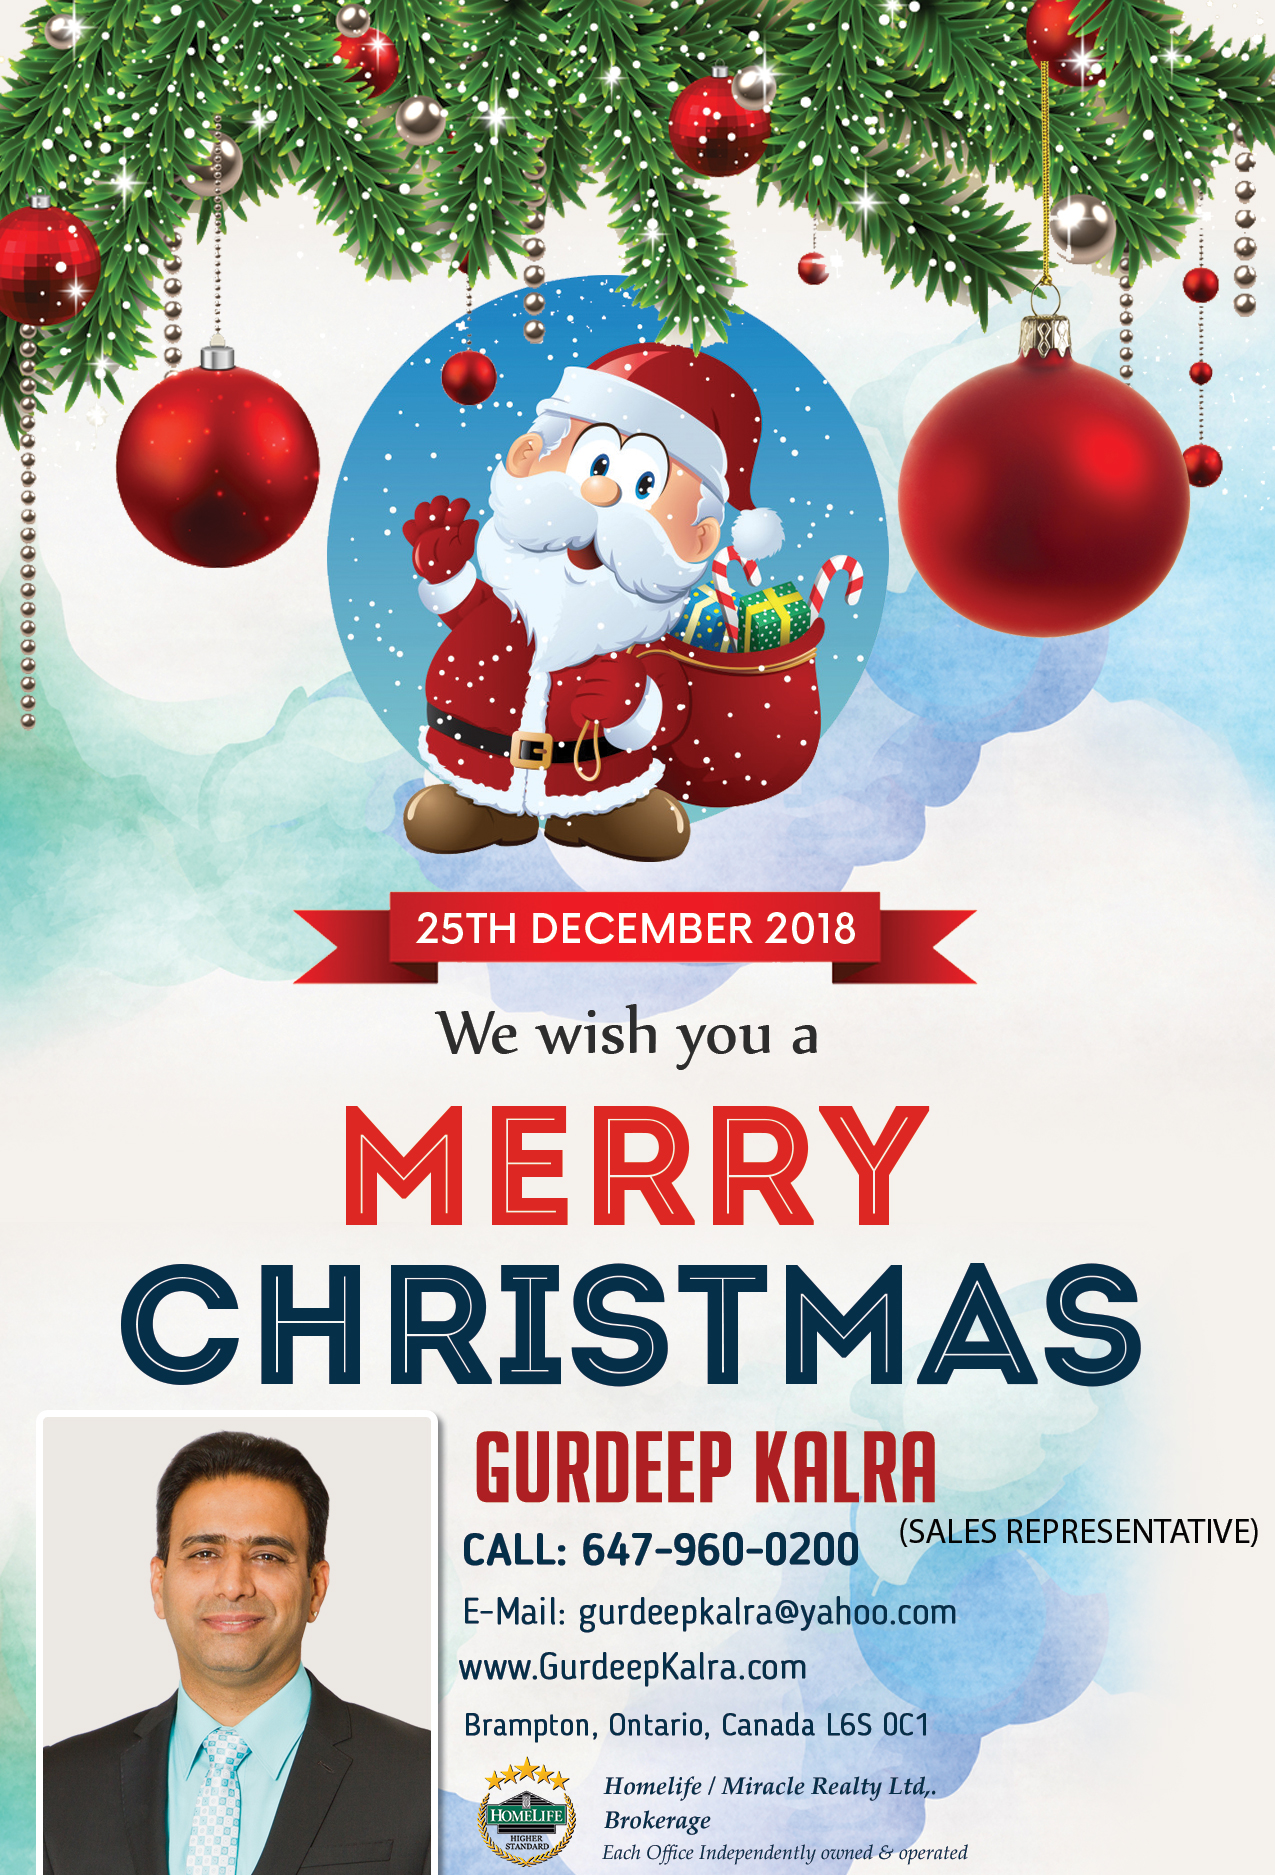 25TH DECEMBER 2018
We wish you a
MERRY
CHRISTMAS
GURDEEP KALRA
(SALES REPRESENTATIVE)
CALL: 647-960-0200
E-Mail: gurdeepkalra@yahoo.com
www.GurdeepKalra.com
Brampton, Ontario, Canada L6S 0C1
HOMELIFE
HIGHER
STANDARD
Homelife / Miracle Realty Ltd,.
Brokerage
Each Office Independently owned & operated